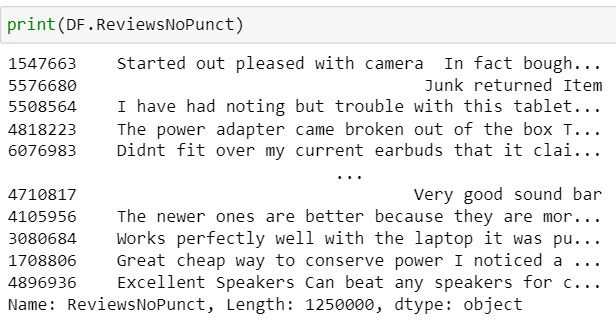 print(DF.ReviewsNoPunct)
1547663 Started out pleased with camera In fact bough...
5576680 Junk returned Item
5508564 I have had noting but trouble with this tablet...
4818223 The power adapter came broken out of the box T...
6076983 Didnt fit over my current earbuds that it clai...
...
4710817 Very good sound bar
4105956 The newer ones are better because they are mor...
3080684 Works perfectly well with the laptop it was pu...
1708806 Great cheap way to conserve power I noticed a ...
4896936 Excellent Speakers Can beat any speakers for c...
Name: ReviewsNoPunct, Length: 1250000, dtype: object